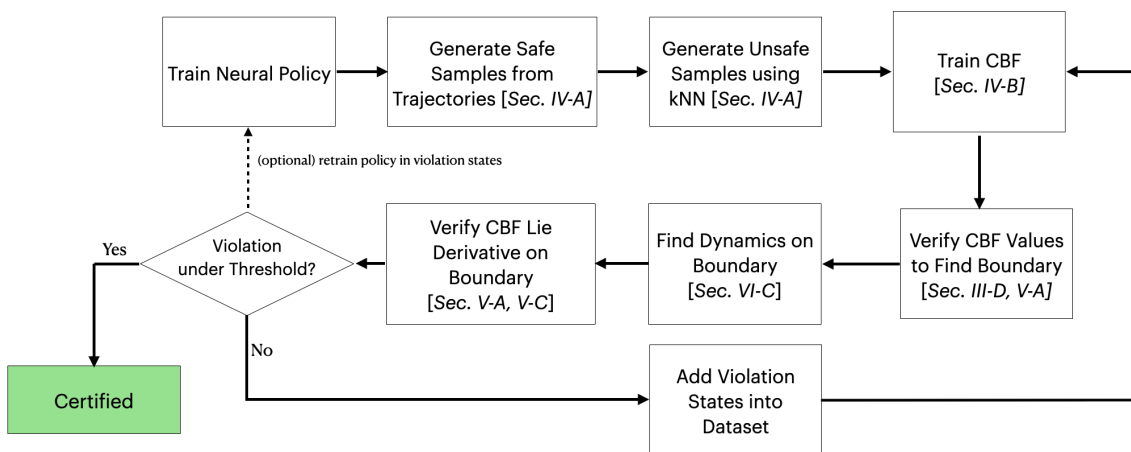 Train Neural Policy
Generate Safe
Samples from
Trajectories [Sec. IV-A]
Generate Unsafe
Samples using
kNN [Sec. IV-A]
Train CBF
[Sec. IV-B]
(optional) retrain policy in violation states
Yes
Violation
under Threshold?
Verify CBF Lie
Derivative on
Boundary
[Sec. V-A, V-C]
Find Dynamics on
Boundary
[Sec. VI-C]
Verify CBF Values
to Find Boundary
[Sec. III-D, V-A]
No
Certified
Add Violation
States into
Dataset